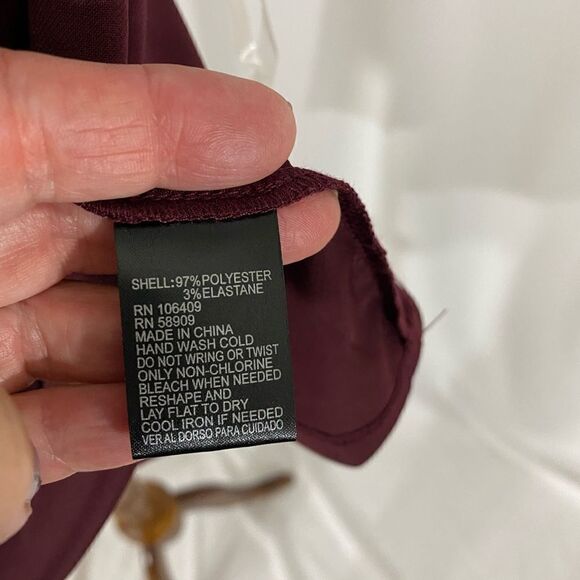 SHELL:97%POLYESTER
3%ELASTANE
RN 106409
RN 58909
MADE IN CHINA
HAND WASH COLD
DO NOT WRING OR TWIST
ONLY NON-CHLORINE
BLEACH WHEN NEEDED
RESHAPE AND
LAY FLAT TO DRY
COOL IRON IF NEEDED
VER AL DORSO PARA CUIDADO